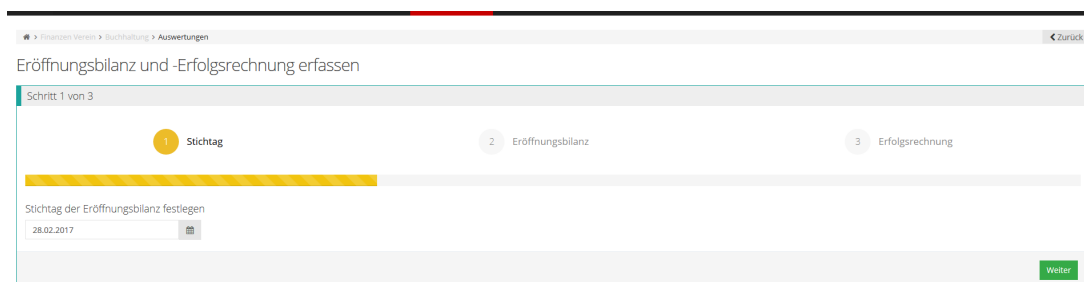 > Finanzen Verein > Buchhaltung > Auswertungen
Zurück
Eröffnungsbilanz und -Erfolgsrechnung erfassen
Schritt 1 von 3
1 Stichtag
2 Eröffnungsbilanz
3 Erfolgsrechnung
Stichtag der Eröffnungsbilanz festlegen
28.02.2017
Weiter